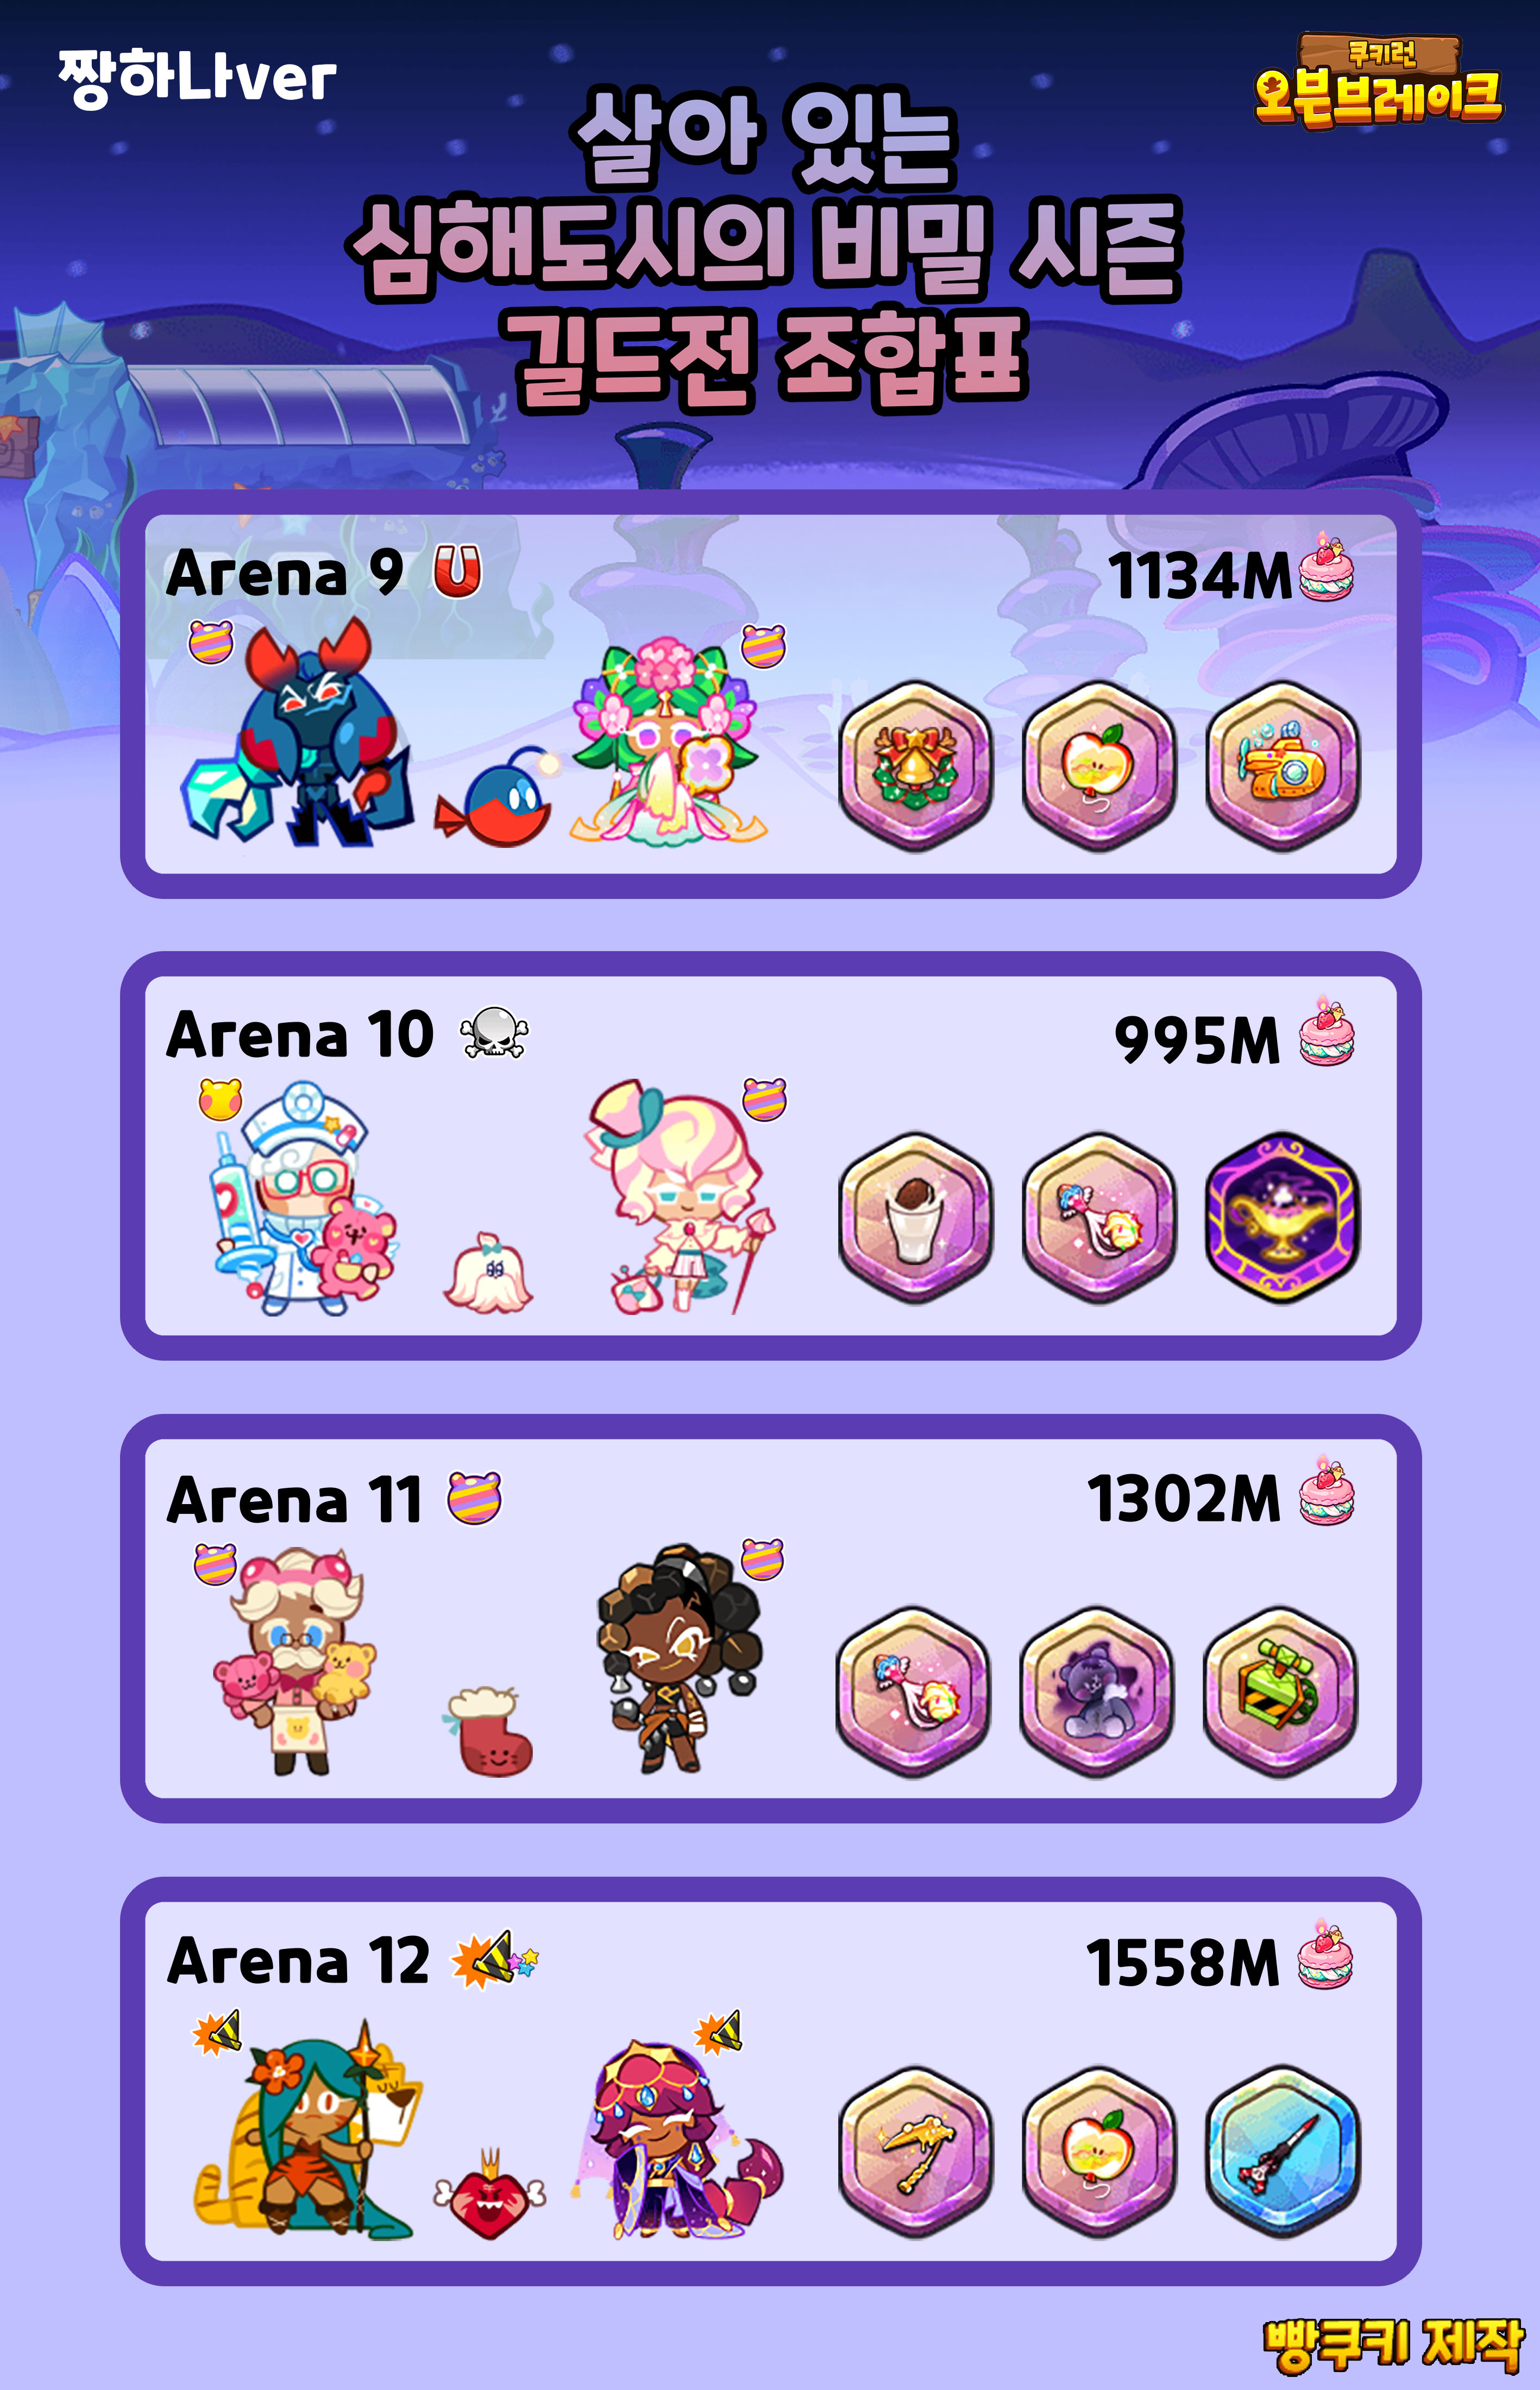 짱하나ver
쿠키런
오븐브레이크
살아 있는
심해도시의 비밀 시즌
길드전 조합표
Arena 9
1134M
Arena 10
995M
Arena 11
1302M
Arena 12
1558M
빵쿠키 제작